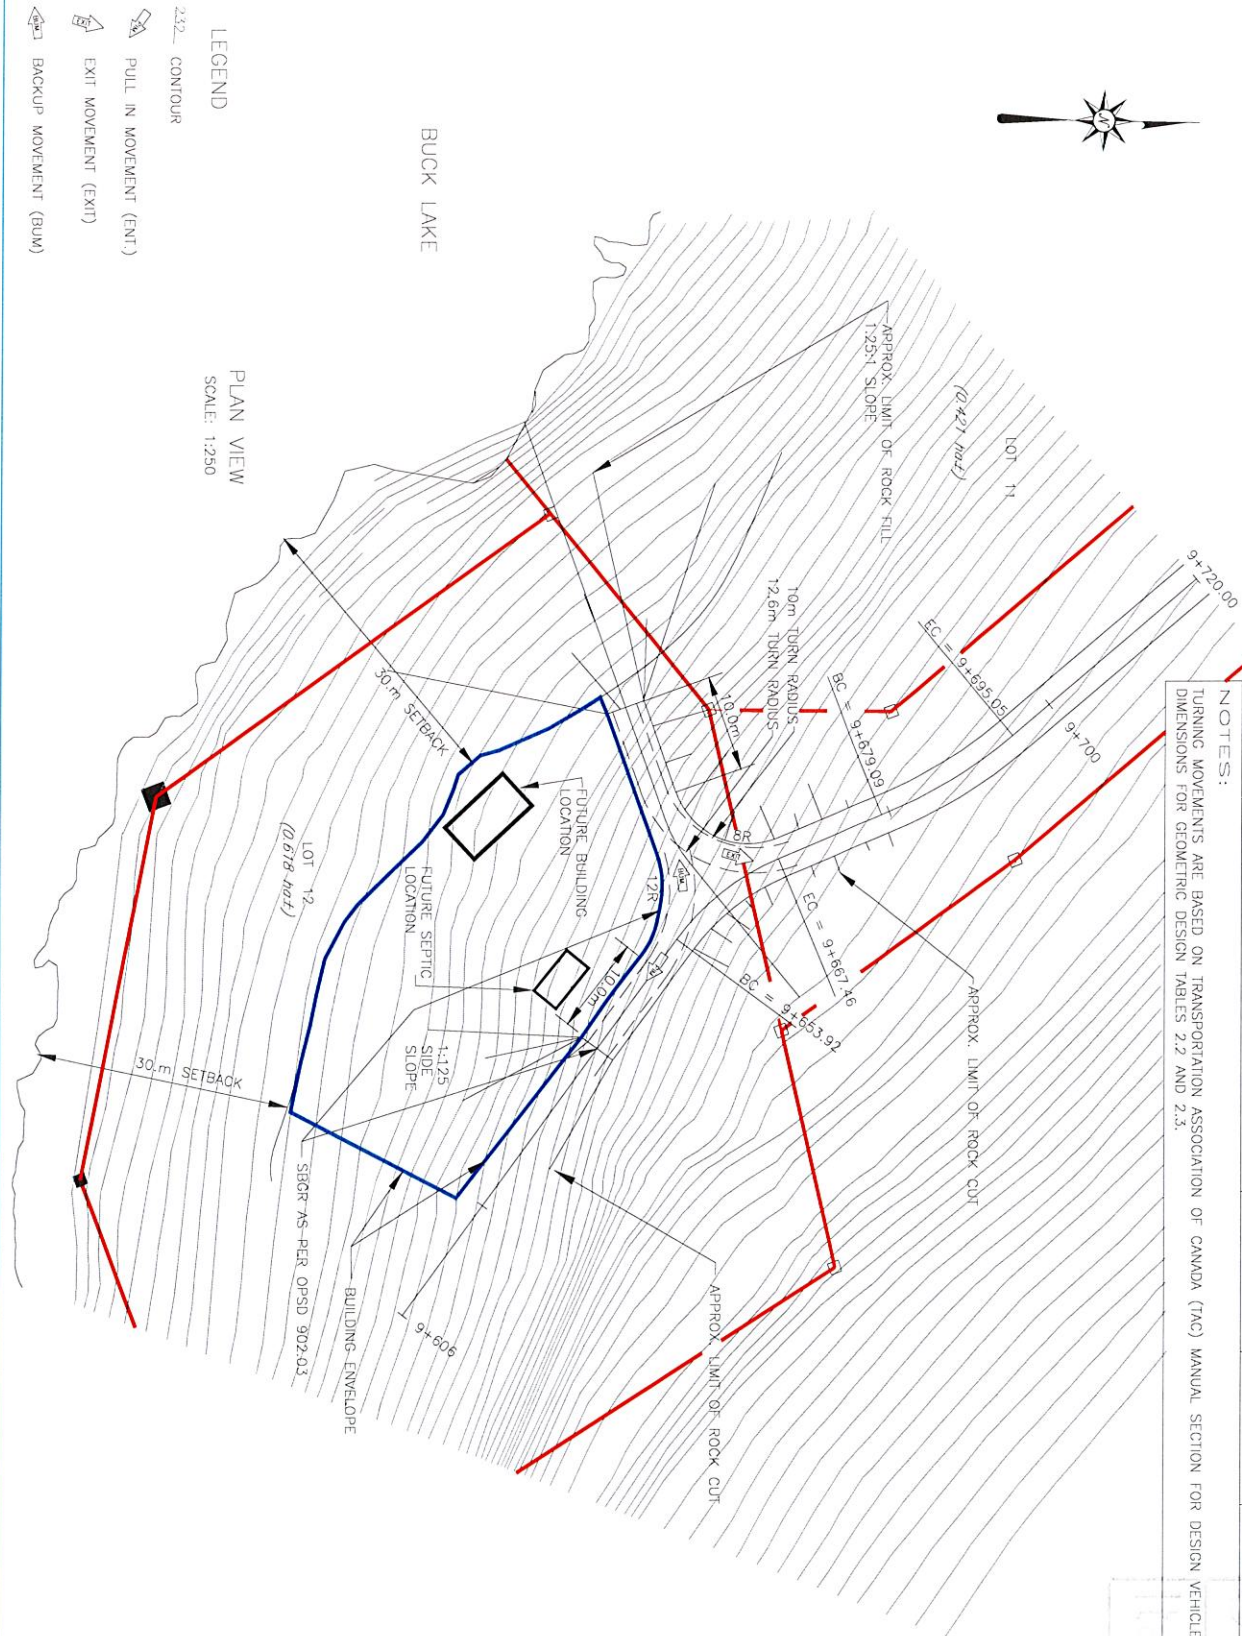 NOTES:
TURNING MOVEMENTS ARE BASED ON TRANSPORTATION ASSOCIATION OF CANADA (TAC) MANUAL SECTION FOR DESIGN VEHICLE
DIMENSIONS FOR GEOMETRIC DESIGN TABLES 2.2 AND 2.3.
9+720.00
EC = 9+695.05
9+700
LOT 11
(0.421 ha±)
BC = 9+679.09
APPROX. LIMIT OF ROCK FILL
1.25:1 SLOPE
10m TURN RADIUS
12.6m TURN RADIUS
10.0m
8R
EXIT
BUM
EC = 9+667.46
BC = 9+653.92
APPROX. LIMIT OF ROCK CUT
12R
10.0m
FUTURE BUILDING
LOCATION
FUTURE SEPTIC
LOCATION
1:1.25
SIDE
SLOPE
30.m SETBACK
LOT 12
(0.678 ha±)
30.m SETBACK
SBGR AS PER OPSD 902.03
BUILDING ENVELOPE
9+606
APPROX. LIMIT OF ROCK CUT
BUCK LAKE
PLAN VIEW
SCALE: 1:250
LEGEND
232 CONTOUR
PULL IN MOVEMENT (ENT.)
EXIT MOVEMENT (EXIT)
BUM BACKUP MOVEMENT (BUM)
N